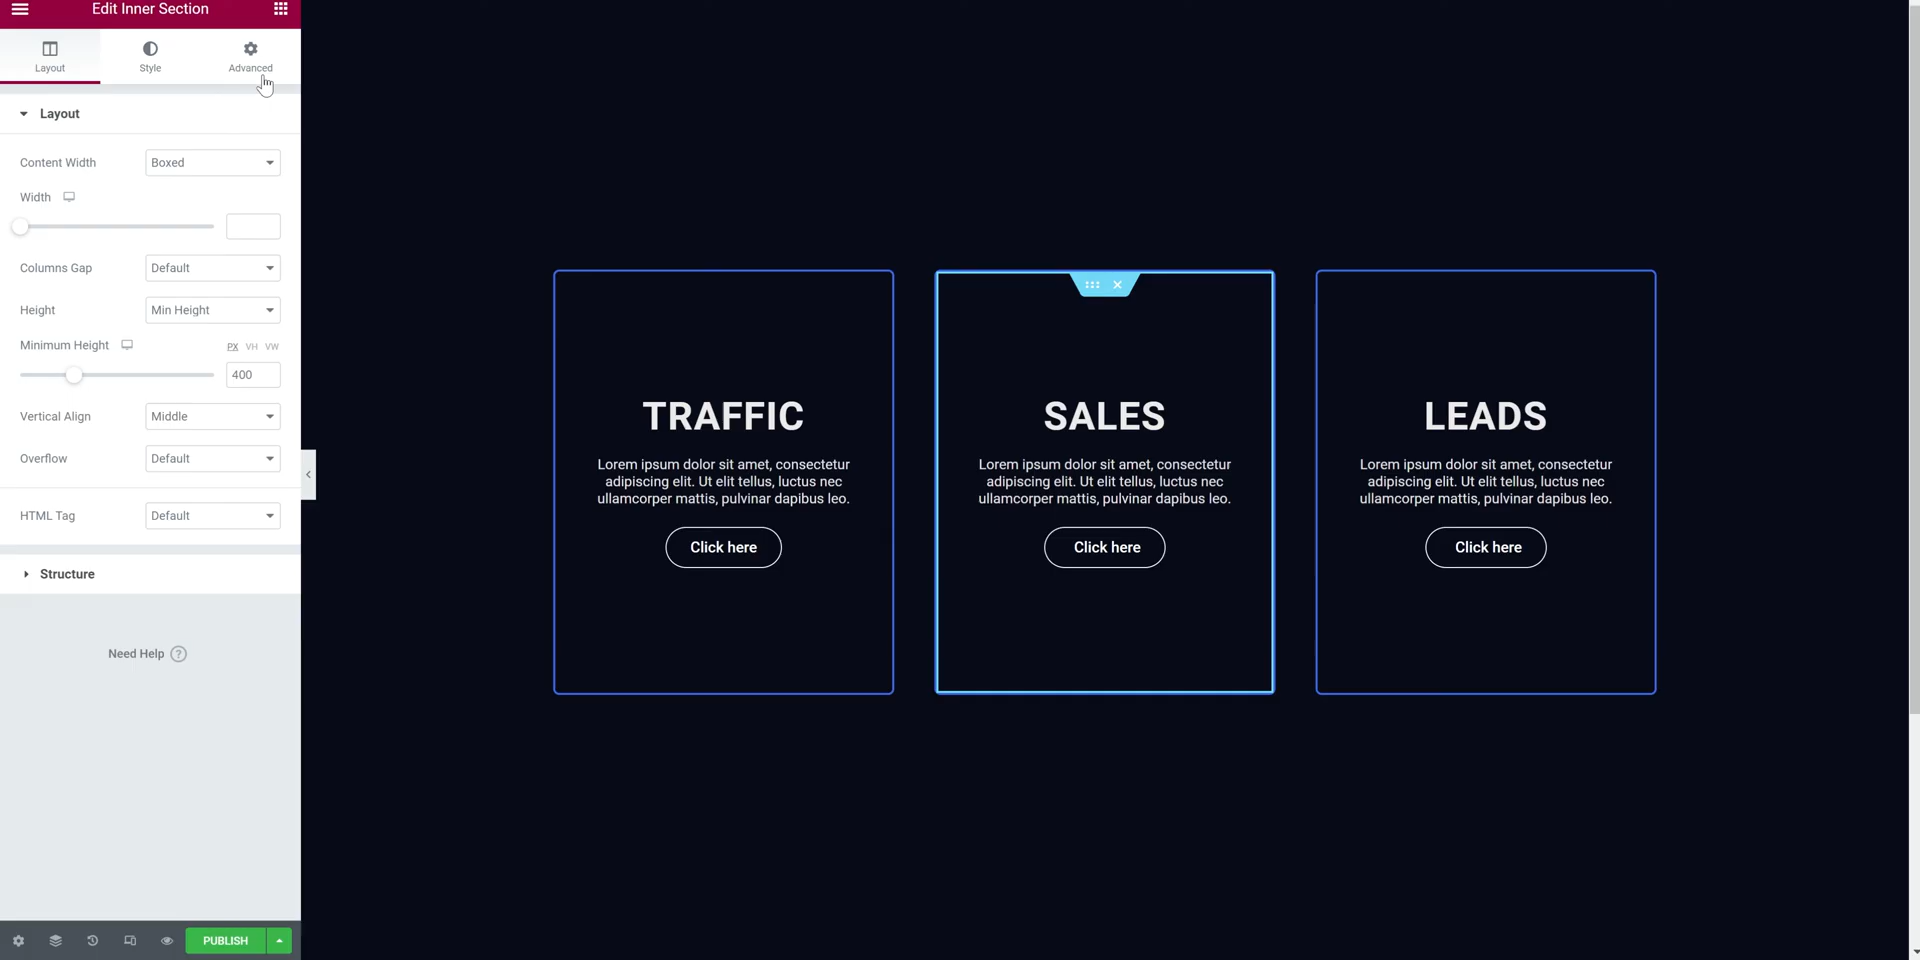 Edit Inner Section
Layout
Style
Advanced
Layout
Content Width
Boxed
Width
Columns Gap
Default
Height
Min Height
Minimum Height
PX VH VW
400
Vertical Align
Middle
Overflow
Default
HTML Tag
Default
Structure
Need Help ?
PUBLISH
TRAFFIC
Lorem ipsum dolor sit amet, consectetur
adipiscing elit. Ut elit tellus, luctus nec
ullamcorper mattis, pulvinar dapibus leo.
Click here
SALES
Lorem ipsum dolor sit amet, consectetur
adipiscing elit. Ut elit tellus, luctus nec
ullamcorper mattis, pulvinar dapibus leo.
Click here
LEADS
Lorem ipsum dolor sit amet, consectetur
adipiscing elit. Ut elit tellus, luctus nec
ullamcorper mattis, pulvinar dapibus leo.
Click here